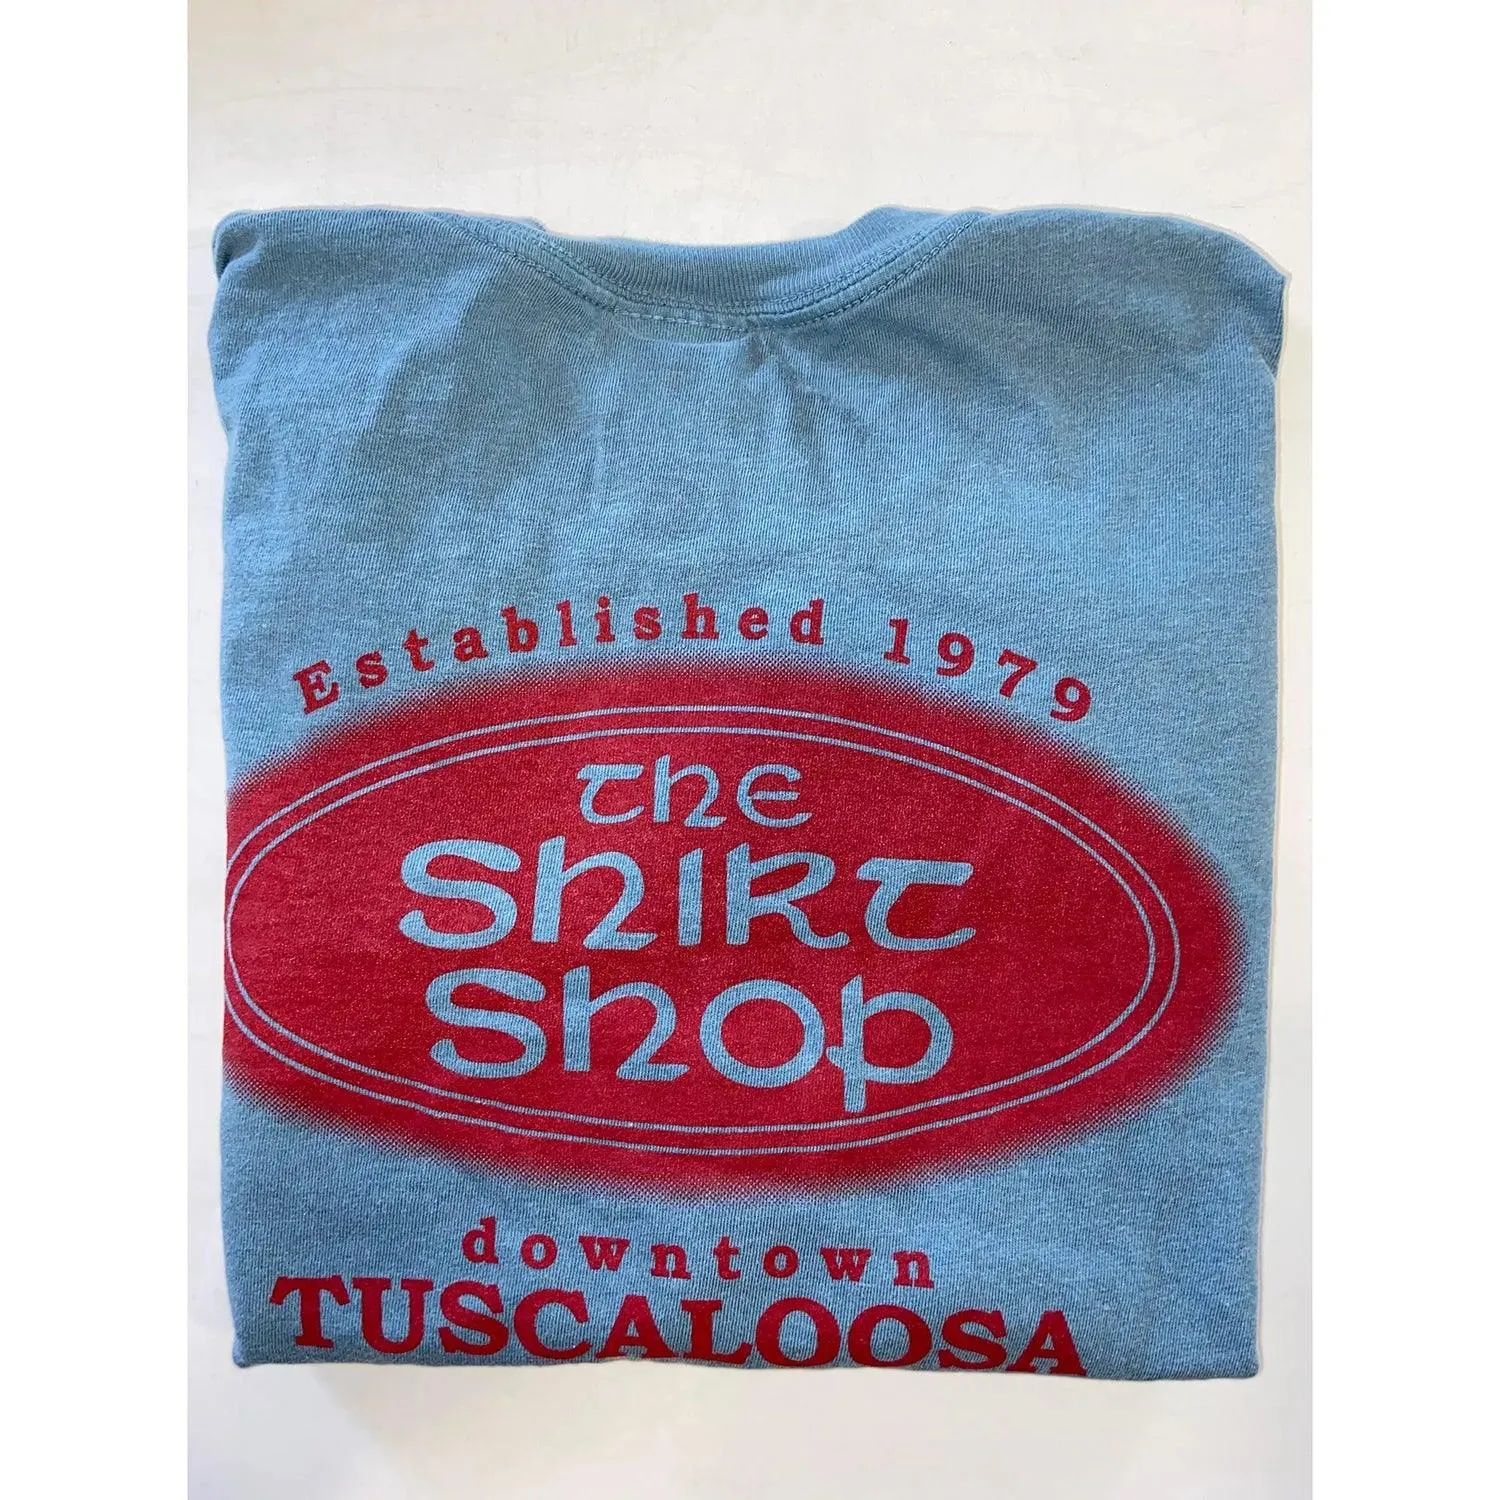 Established 1979
the
Shirt
Shop
downtown
TUSCALOOSA